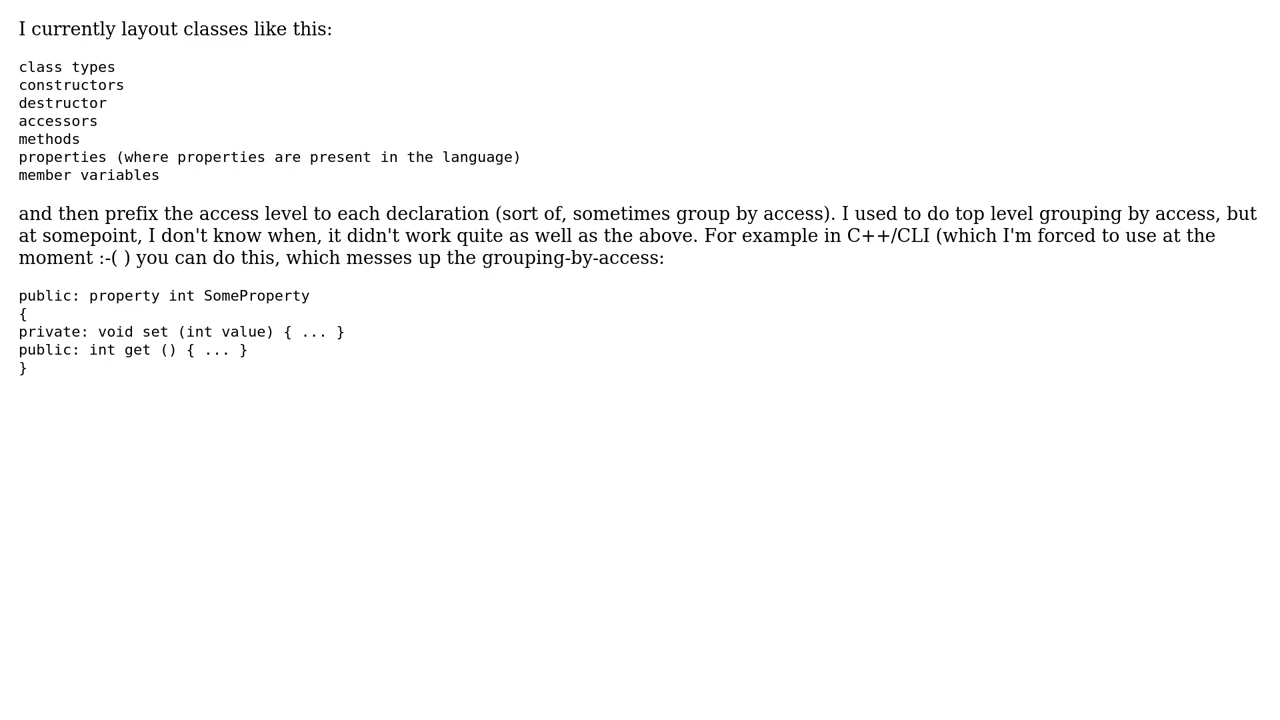 I currently layout classes like this:
class types
constructors
destructor
accessors
methods
properties (where properties are present in the language)
member variables
and then prefix the access level to each declaration (sort of, sometimes group by access). I used to do top level grouping by access, but
at somepoint, I don't know when, it didn't work quite as well as the above. For example in C++/CLI (which I'm forced to use at the
moment :-( ) you can do this, which messes up the grouping-by-access:
public: property int SomeProperty
{
private: void set (int value) { ... }
public: int get () { ... }
}